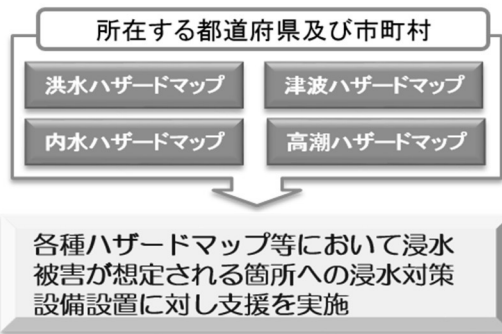 所在する都道府県及び市町村
洪水ハザードマップ
津波ハザードマップ
内水ハザードマップ
高潮ハザードマップ
各種ハザードマップ等において浸水
被害が想定される箇所への浸水対策
設備設置に対し支援を実施